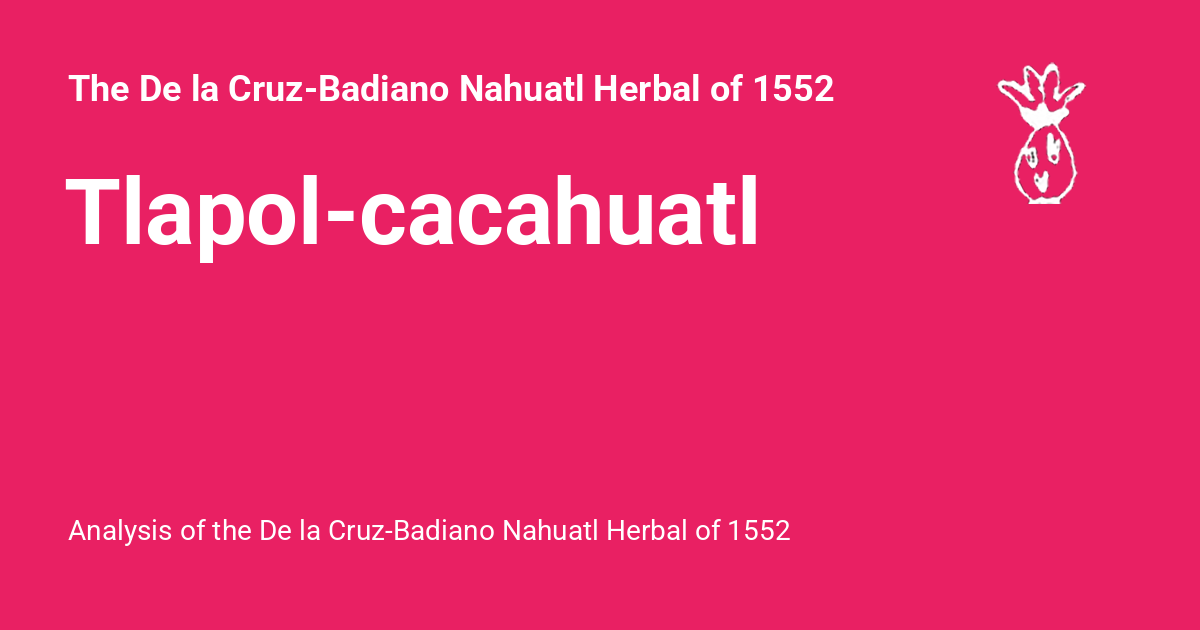 The De la Cruz-Badiano Nahuatl Herbal of 1552
Tlapol-cacahuatl
Analysis of the De la Cruz-Badiano Nahuatl Herbal of 1552